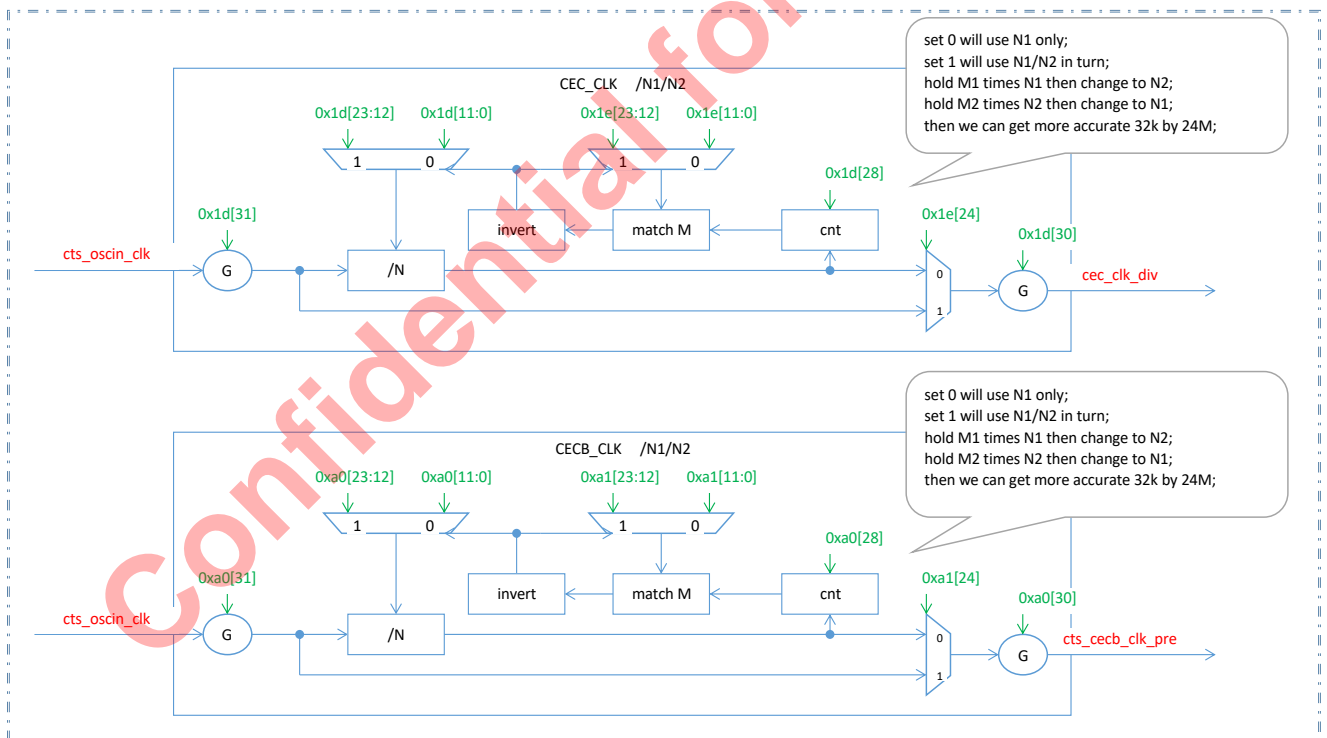 set 0 will use N1 only;
set 1 will use N1/N2 in turn;
hold M1 times N1 then change to N2;
hold M2 times N2 then change to N1;
then we can get more accurate 32k by 24M;
CEC_CLK /N1/N2
0x1d[23:12] 0x1d[11:0] 0x1e[23:12] 0x1e[11:0]
1 0 1 0
0x1d[28]
0x1d[31] 0x1e[24]
invert match M cnt
0x1d[30]
cts_oscin_clk G /N 0 G cec_clk_div
1
set 0 will use N1 only;
set 1 will use N1/N2 in turn;
hold M1 times N1 then change to N2;
hold M2 times N2 then change to N1;
then we can get more accurate 32k by 24M;
CECB_CLK /N1/N2
0xa0[23:12] 0xa0[11:0] 0xa1[23:12] 0xa1[11:0]
1 0 1 0
0xa0[28]
0xa0[31] 0xa1[24]
invert match M cnt
0xa0[30]
cts_oscin_clk G /N 0 G cts_cecb_clk_pre
1
Confidential for